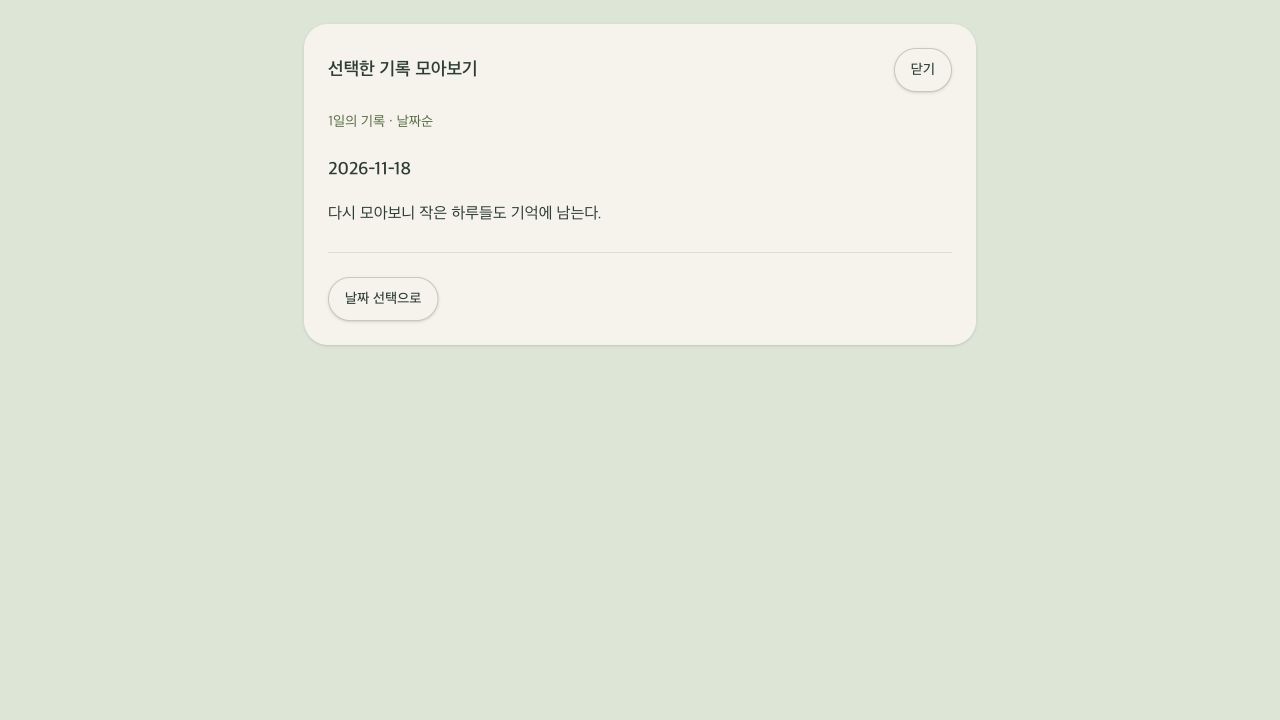 선택한 기록 모아보기
닫기
1일의 기록 · 날짜순
2026-11-18
다시 모아보니 작은 하루들도 기억에 남는다.
날짜 선택으로